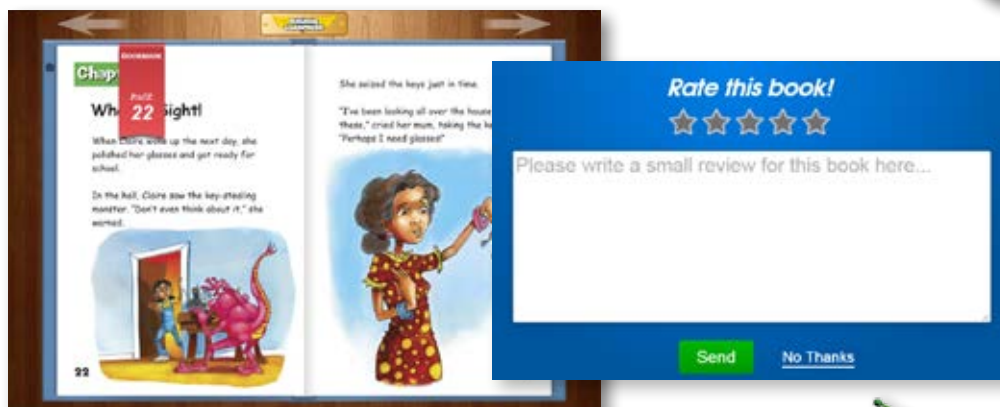 BOOKMARK
PAGE
22
Chap
Wh ight!
When Claire woke up the next day, she
polished her glasses and got ready for
school.
In the hall, Claire saw the key-stealing
monster. "Don't even think about it," she
warned.
22
She seized the keys just in time.
"I've been looking all over the house
these," cried her mum, taking the
"Perhaps I need glasses!"
Rate this book!
Please write a small review for this book here...
Send
No Thanks